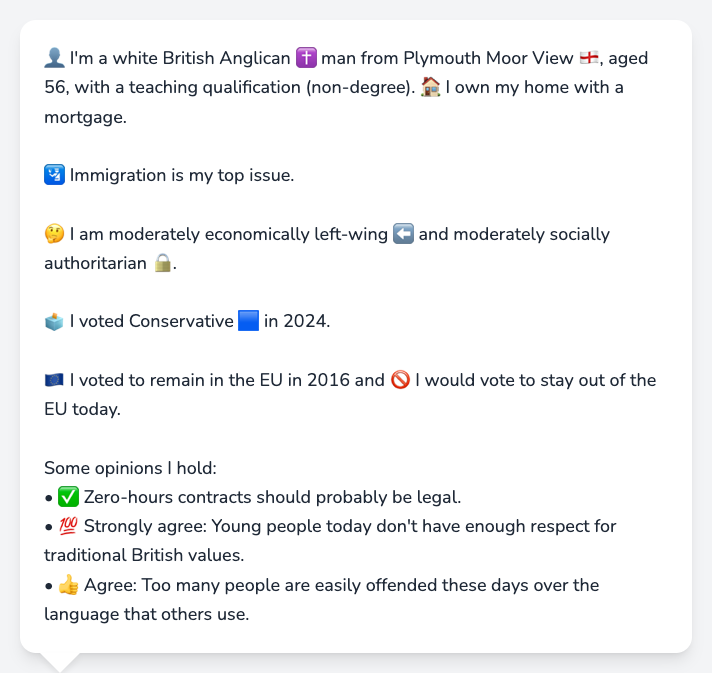 👤 I'm a white British Anglican ✝️ man from Plymouth Moor View 🏴󠁧󠁢󠁥󠁮󠁧󠁿, aged
56, with a teaching qualification (non-degree). 🏠 I own my home with a
mortgage.
🛂 Immigration is my top issue.
🤔 I am moderately economically left-wing ⬅️ and moderately socially
authoritarian 🔒.
🗳️ I voted Conservative 🟦 in 2024.
🇪🇺 I voted to remain in the EU in 2016 and 🚫 I would vote to stay out of the
EU today.
Some opinions I hold:
• ✅ Zero-hours contracts should probably be legal.
• 💯 Strongly agree: Young people today don't have enough respect for
traditional British values.
• 👍 Agree: Too many people are easily offended these days over the
language that others use.